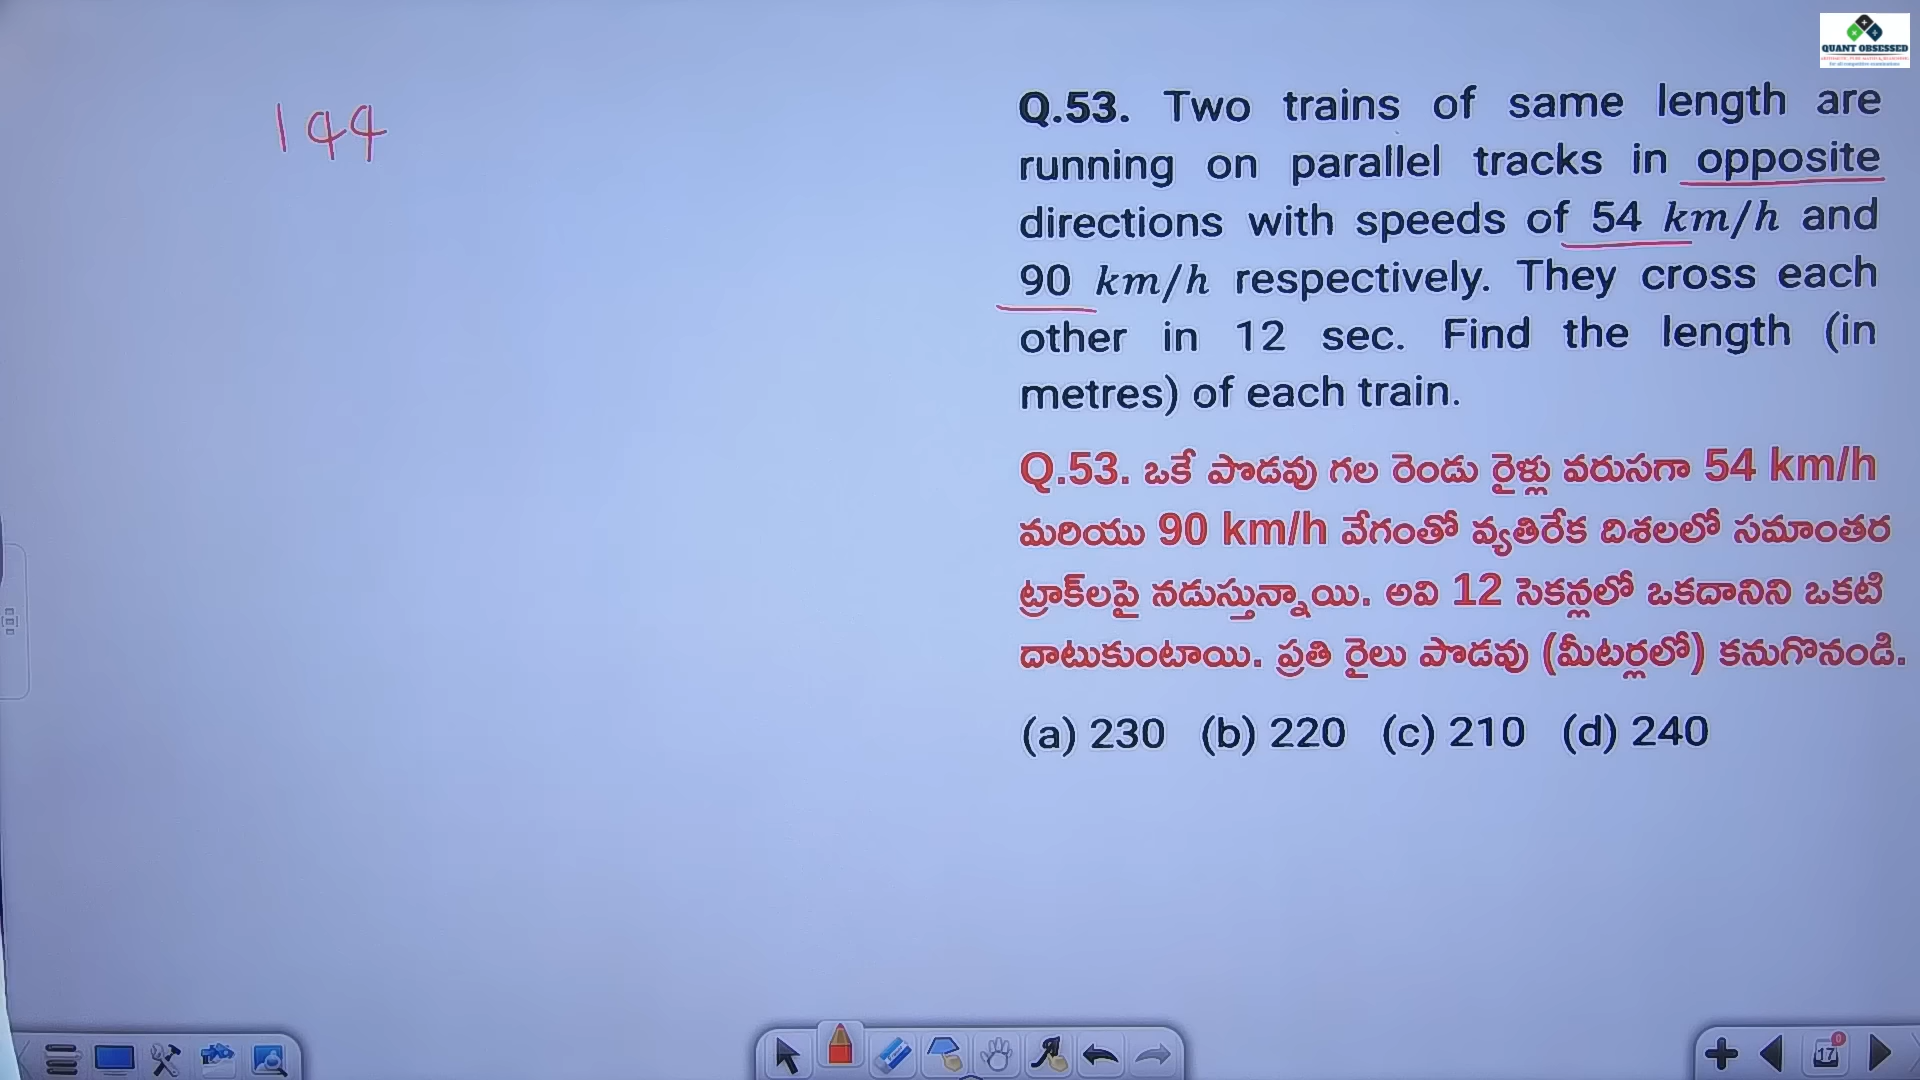 QUANT OBSESSED
144
Q.53. Two trains of same length are
running on parallel tracks in opposite
directions with speeds of 54 km/h and
90 km/h respectively. They cross each
other in 12 sec. Find the length (in
metres) of each train.
Q.53. ఒకే పొడవు గల రెండు రైళ్లు వరుసగా 54 km/h
మరియు 90 km/h వేగంతో వ్యతిరేక దిశలలో సమాంతర
ట్రాక్‌లపై నడుస్తున్నాయి. అవి 12 సెకన్లలో ఒకదానిని ఒకటి
దాటుకుంటాయి. ప్రతి రైలు పొడవు (మీటర్లలో) కనుగొనండి.
(a) 230 (b) 220 (c) 210 (d) 240
17
0